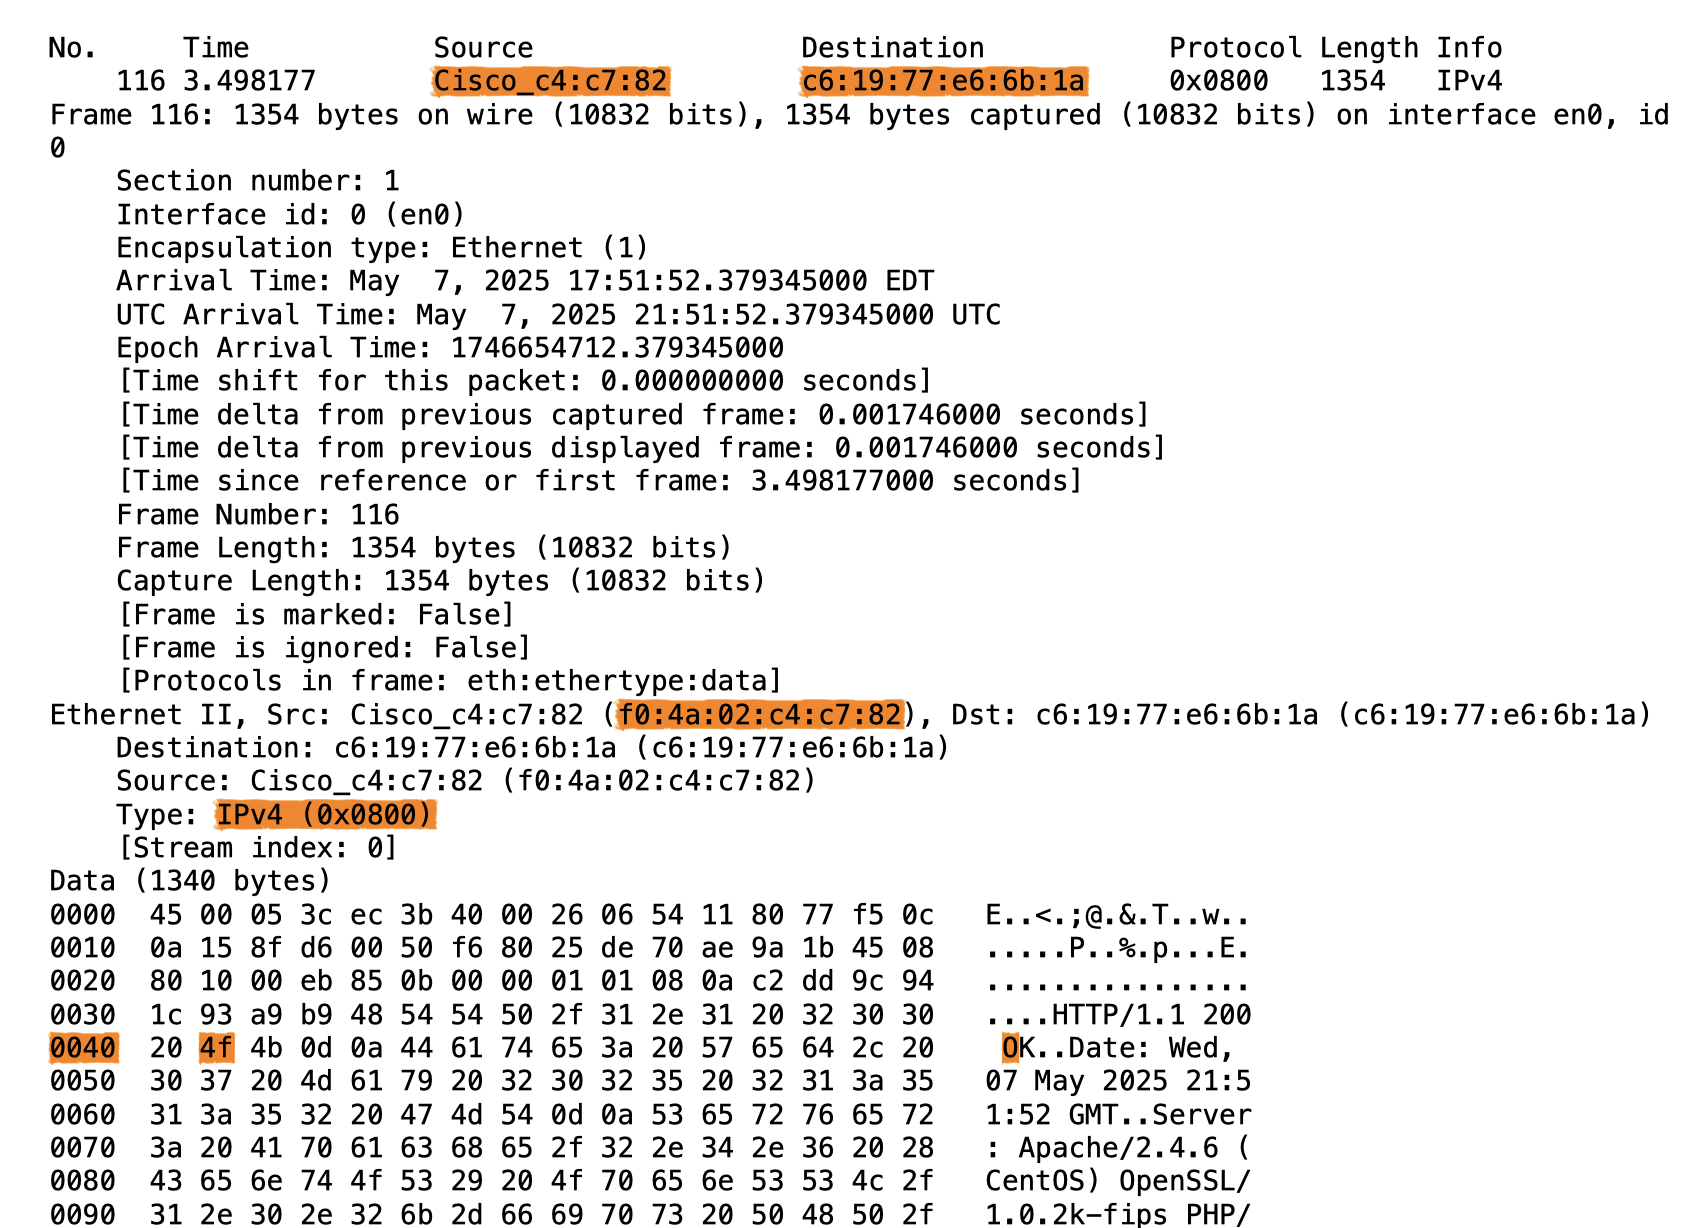 No.     Time           Source                Destination           Protocol Length Info
    116 3.498177       Cisco_c4:c7:82        c6:19:77:e6:6b:1a     0x0800   1354   IPv4
Frame 116: 1354 bytes on wire (10832 bits), 1354 bytes captured (10832 bits) on interface en0, id
0
    Section number: 1
    Interface id: 0 (en0)
    Encapsulation type: Ethernet (1)
    Arrival Time: May  7, 2025 17:51:52.379345000 EDT
    UTC Arrival Time: May  7, 2025 21:51:52.379345000 UTC
    Epoch Arrival Time: 1746654712.379345000
    [Time shift for this packet: 0.000000000 seconds]
    [Time delta from previous captured frame: 0.001746000 seconds]
    [Time delta from previous displayed frame: 0.001746000 seconds]
    [Time since reference or first frame: 3.498177000 seconds]
    Frame Number: 116
    Frame Length: 1354 bytes (10832 bits)
    Capture Length: 1354 bytes (10832 bits)
    [Frame is marked: False]
    [Frame is ignored: False]
    [Protocols in frame: eth:ethertype:data]
Ethernet II, Src: Cisco_c4:c7:82 (f0:4a:02:c4:c7:82), Dst: c6:19:77:e6:6b:1a (c6:19:77:e6:6b:1a)
    Destination: c6:19:77:e6:6b:1a (c6:19:77:e6:6b:1a)
    Source: Cisco_c4:c7:82 (f0:4a:02:c4:c7:82)
    Type: IPv4 (0x0800)
    [Stream index: 0]
Data (1340 bytes)
0000  45 00 05 3c ec 3b 40 00 26 06 54 11 80 77 f5 0c   E..<.;@.&.T..w..
0010  0a 15 8f d6 00 50 f6 80 25 de 70 ae 9a 1b 45 08   .....P..%.p...E.
0020  80 10 00 eb 85 0b 00 00 01 01 08 0a c2 dd 9c 94   ................
0030  1c 93 a9 b9 48 54 54 50 2f 31 2e 31 20 32 30 30   ....HTTP/1.1 200
0040  20 4f 4b 0d 0a 44 61 74 65 3a 20 57 65 64 2c 20    OK..Date: Wed,
0050  30 37 20 4d 61 79 20 32 30 32 35 20 32 31 3a 35   07 May 2025 21:5
0060  31 3a 35 32 20 47 4d 54 0d 0a 53 65 72 76 65 72   1:52 GMT..Server
0070  3a 20 41 70 61 63 68 65 2f 32 2e 34 2e 36 20 28   : Apache/2.4.6 (
0080  43 65 6e 74 4f 53 29 20 4f 70 65 6e 53 53 4c 2f   CentOS) OpenSSL/
0090  31 2e 30 2e 32 6b 2d 66 69 70 73 20 50 48 50 2f   1.0.2k-fips PHP/